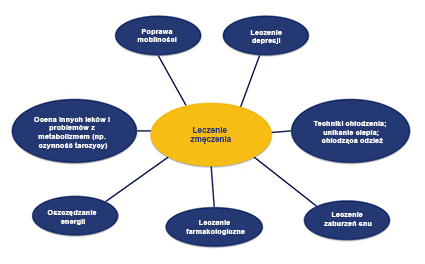 Poprawa
mobilności
Leczenie
depresji
Ocena innych leków i
problemów z
metabolizmem (np.
czynność tarczycy)
Leczenie
zmęczenia
Techniki chłodzenia;
unikanie ciepła;
chłodząca odzież
Oszczędzanie
energii
Leczenie
farmakologiczne
Leczenie
zaburzeń snu